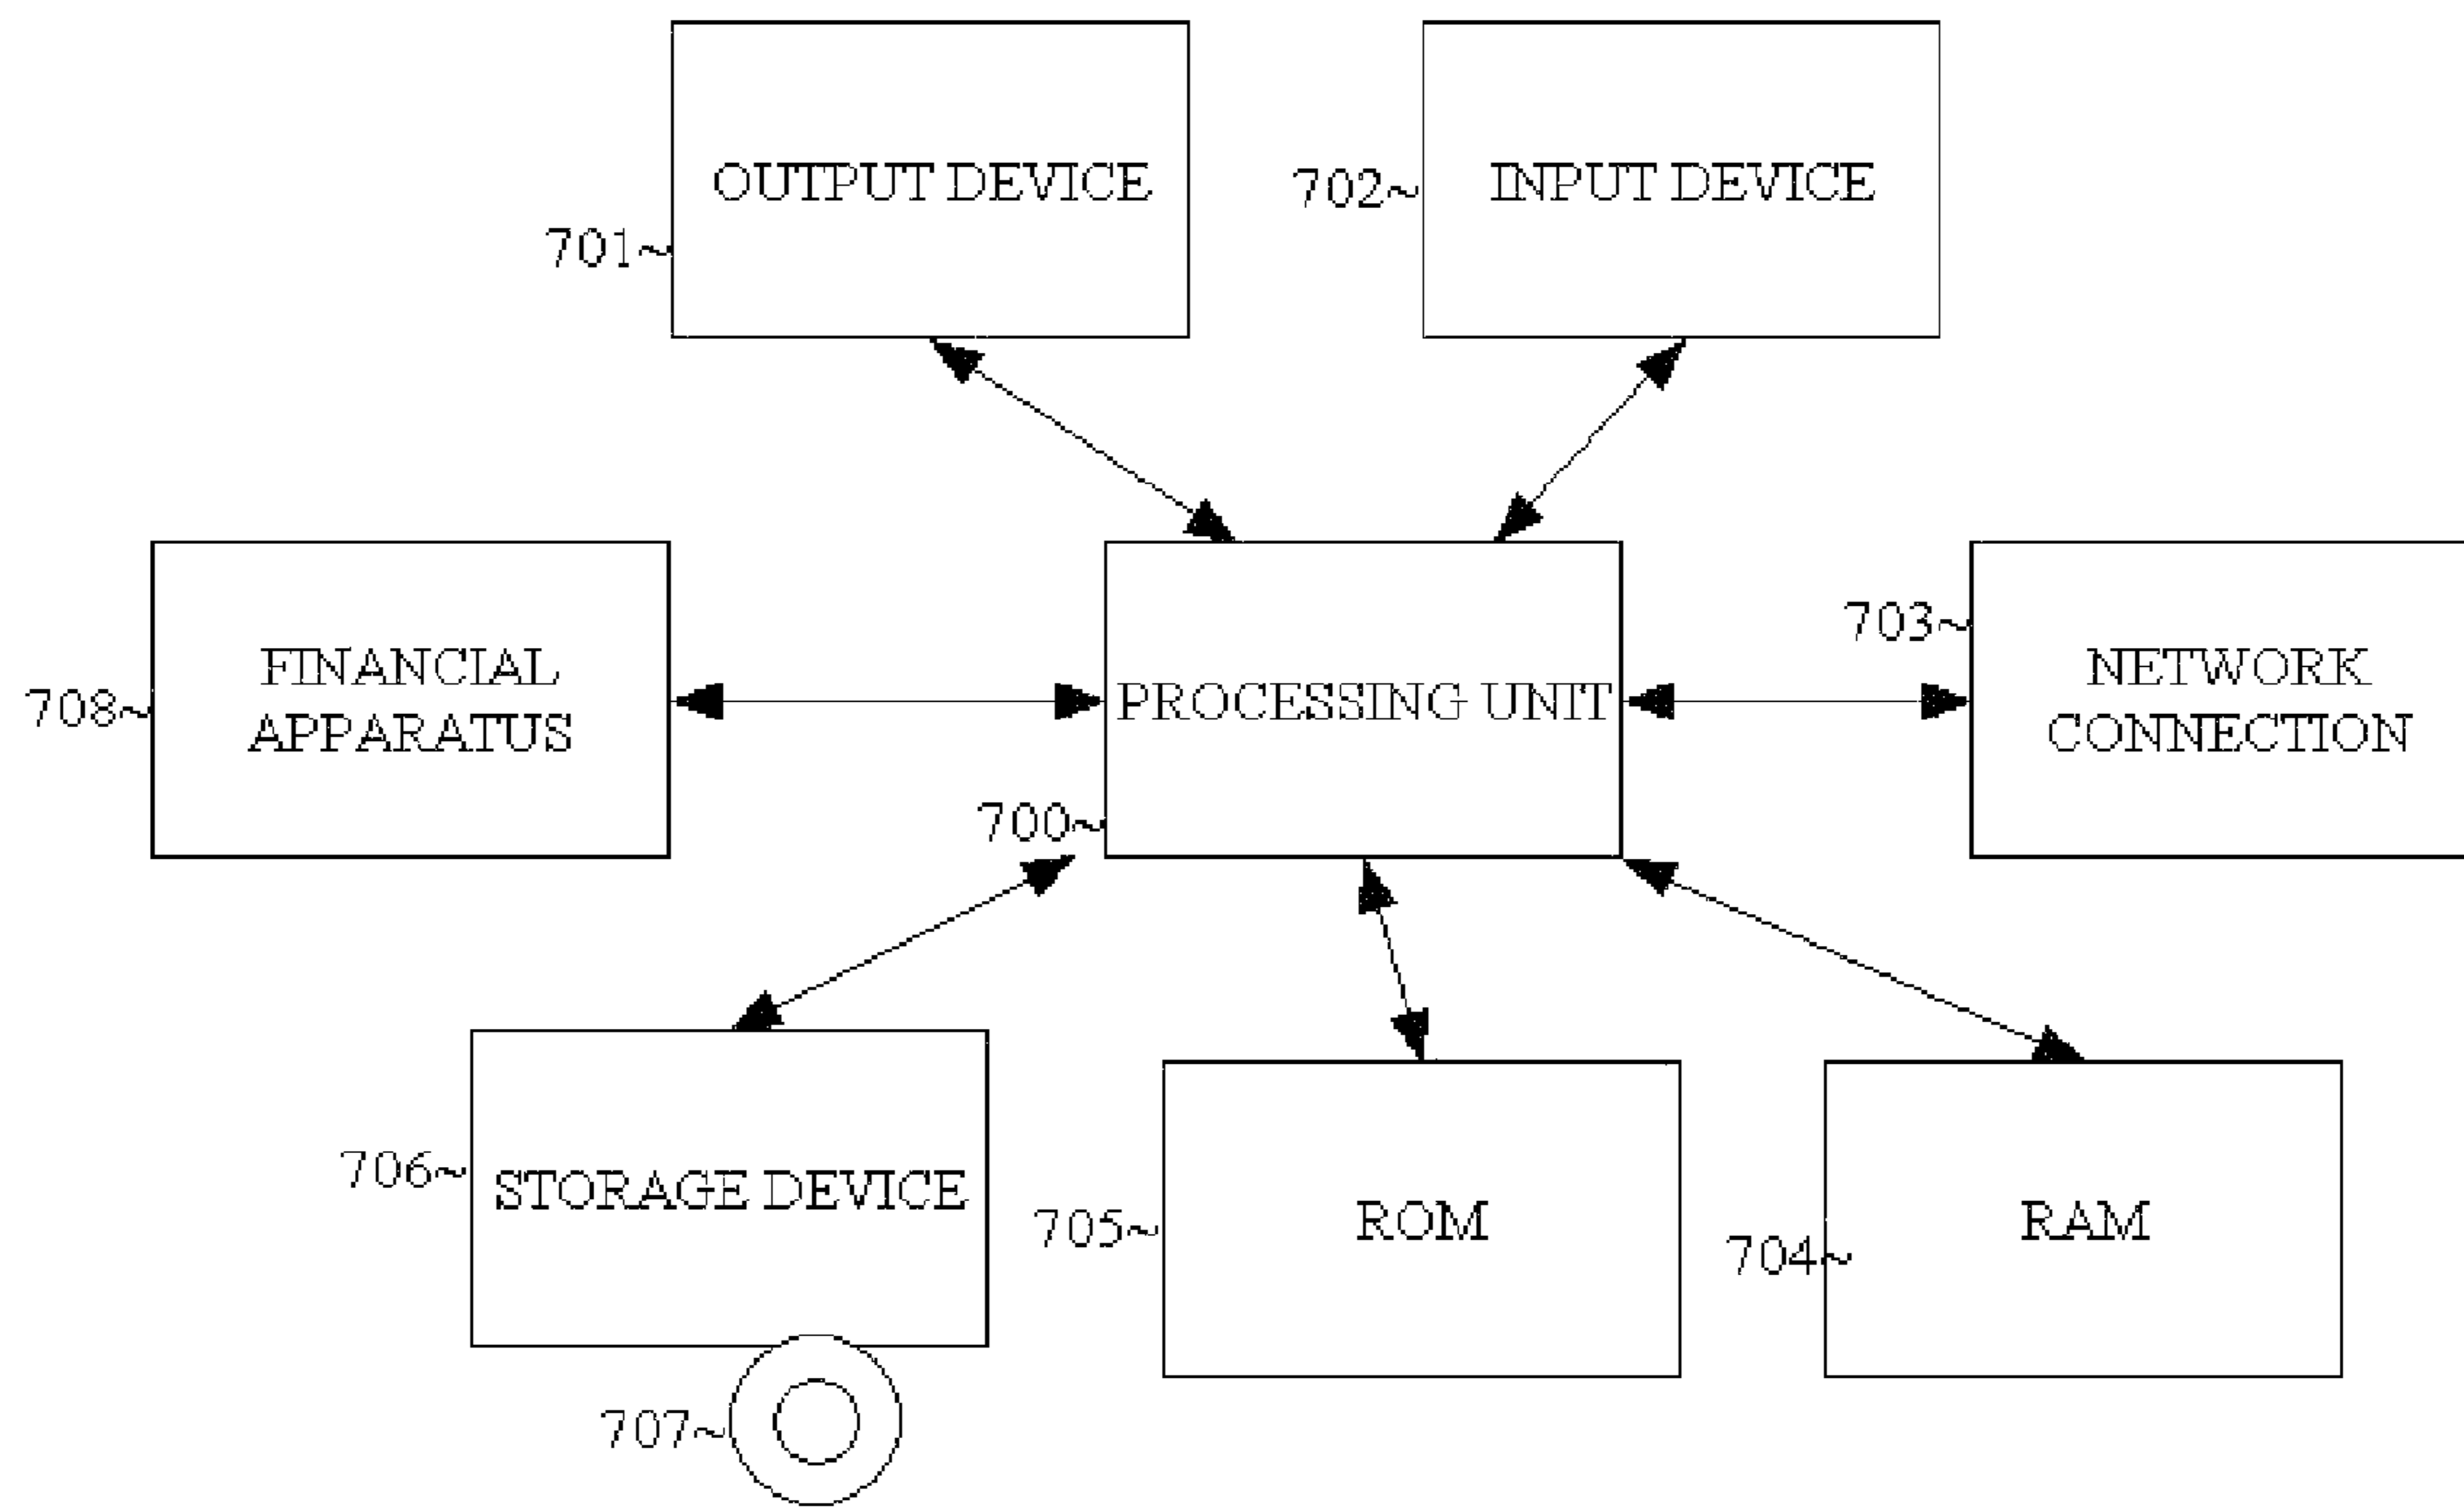 OUTPUT DEVICE
701~
INPUT DEVICE
702~
FINANCIAL
APPARATUS
708~
PROCESSING UNIT
700~
703~
NETWORK
CONNECTION
706~
STORAGE DEVICE
707~
705~
ROM
704~
RAM